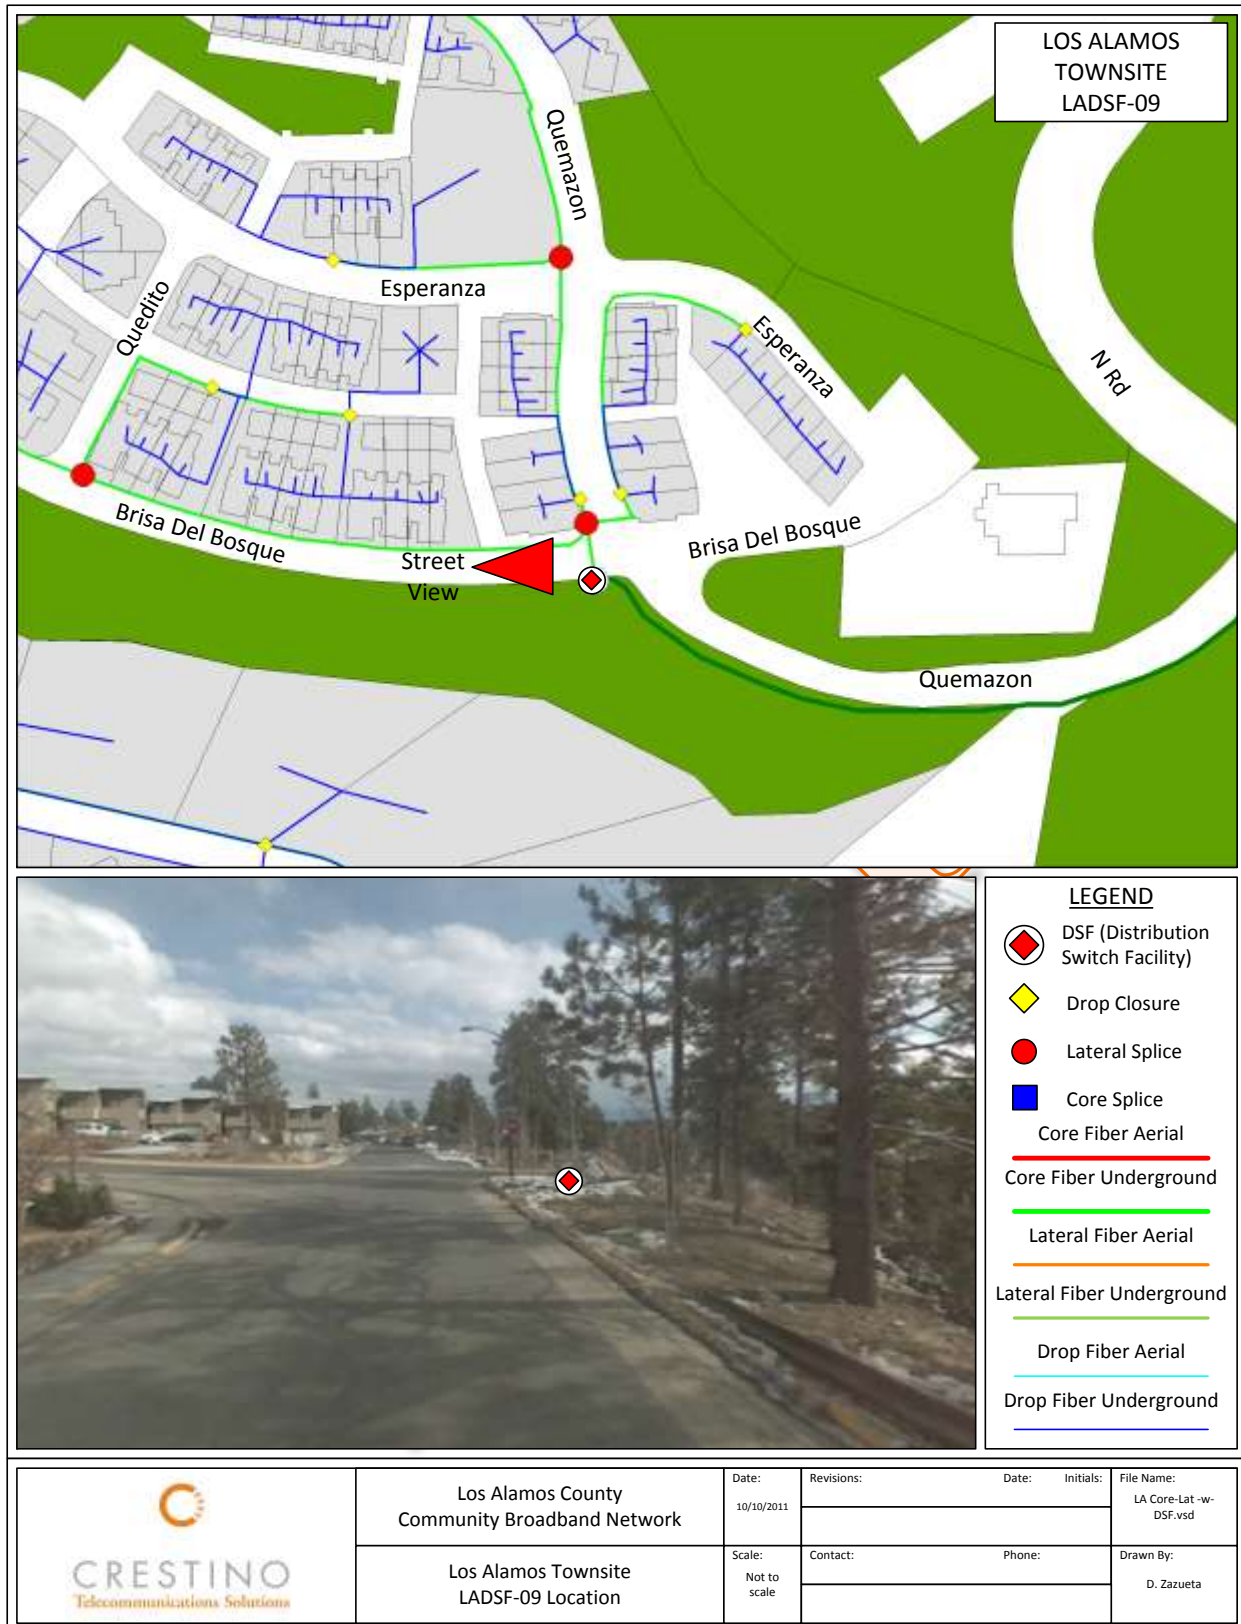 LOS ALAMOS
TOWNSITE
LADSF-09
Quemazon
Esperanza
Quedito
Esperanza
N Rd
Brisa Del Bosque
Street
View
Brisa Del Bosque
Quemazon
LEGEND
DSF (Distribution
Switch Facility)
Drop Closure
Lateral Splice
Core Splice
Core Fiber Aerial
Core Fiber Underground
Lateral Fiber Aerial
Lateral Fiber Underground
Drop Fiber Aerial
Drop Fiber Underground
CRESTINO
Telecommunications Solutions
Los Alamos County
Community Broadband Network
Los Alamos Townsite
LADSF-09 Location
Date:
10/10/2011
Scale:
Not to
scale
Revisions: Date: Initials:
Contact: Phone:
File Name:
LA Core-Lat -w-
DSF.vsd
Drawn By:
D. Zazueta